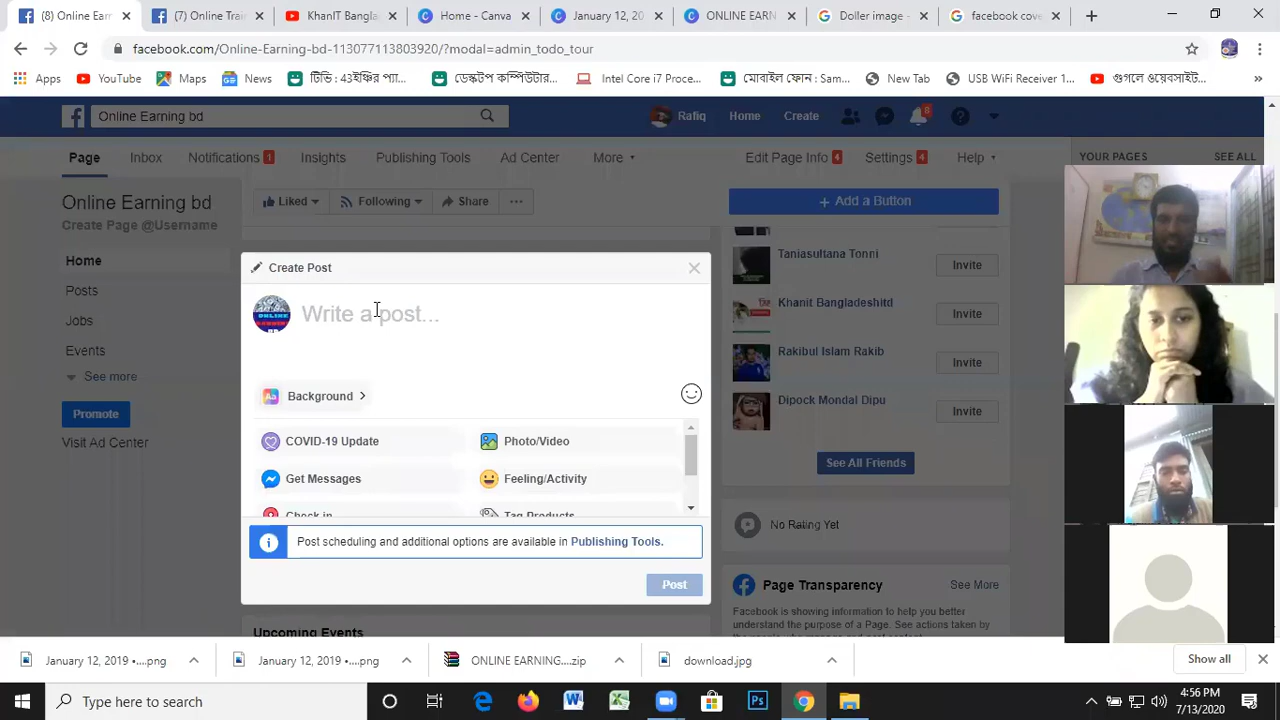 (8) Online Earn
(7) Online Train
KhanIT Bangla
Home - Canva
January 12, 20
ONLINE EARN
Doller image -
facebook cove
facebook.com/Online-Earning-bd-113077113803920/?modal=admin_todo_tour
Apps
YouTube
Maps
News
টিভি : 43ইঞ্চির প্যা...
ডেস্কটপ কম্পিউটার...
Intel Core i7 Proce...
মোবাইল ফোন : Sam...
New Tab
USB WiFi Receiver 1...
গুগলে ওয়েবসাইট...
»
Online Earning bd
Rafiq
Home
Create
8
Page
Inbox
Notifications 1
Insights
Publishing Tools
Ad Center
More
Edit Page Info 4
Settings 4
Help
YOUR PAGES
SEE ALL
Online Earning bd
Create Page @Username
Home
Posts
Jobs
Events
See more
Promote
Visit Ad Center
Liked
Following
Share
...
+ Add a Button
Create Post
ONLINE
Write a post...
Aa
Background
COVID-19 Update
Photo/Video
Get Messages
Feeling/Activity
Check in
Tag Products
Post scheduling and additional options are available in Publishing Tools.
Post
Upcoming Events
Taniasultana Tonni
Invite
Khanit Bangladeshitd
Invite
Rakibul Islam Rakib
Invite
Dipock Mondal Dipu
Invite
See All Friends
No Rating Yet
Page Transparency
See More
Facebook is showing information to help you better
understand the purpose of a Page. See actions taken by
January 12, 2019 •....png
January 12, 2019 •....png
ONLINE EARNING....zip
download.jpg
Show all
Type here to search
Ps
4:56 PM
7/13/2020